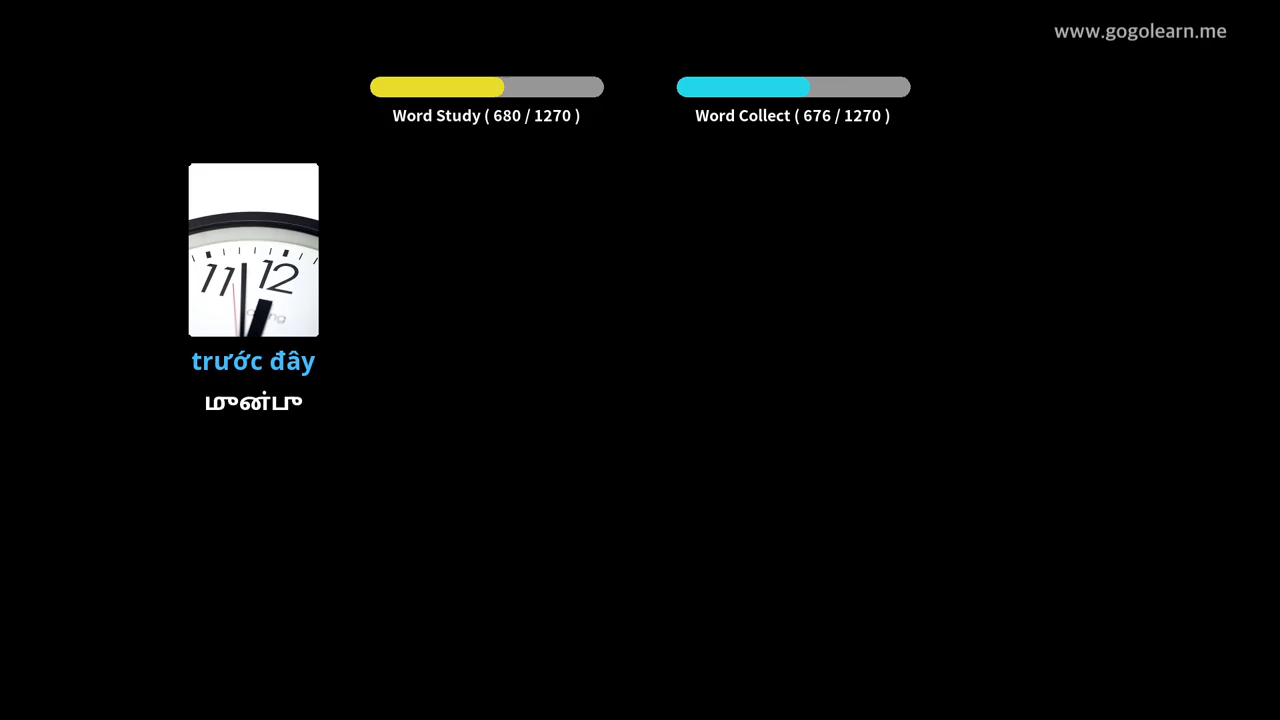 www.gogolearn.me
Word Study ( 680 / 1270 )
Word Collect ( 676 / 1270 )
11 12
trước đây
முன்பு